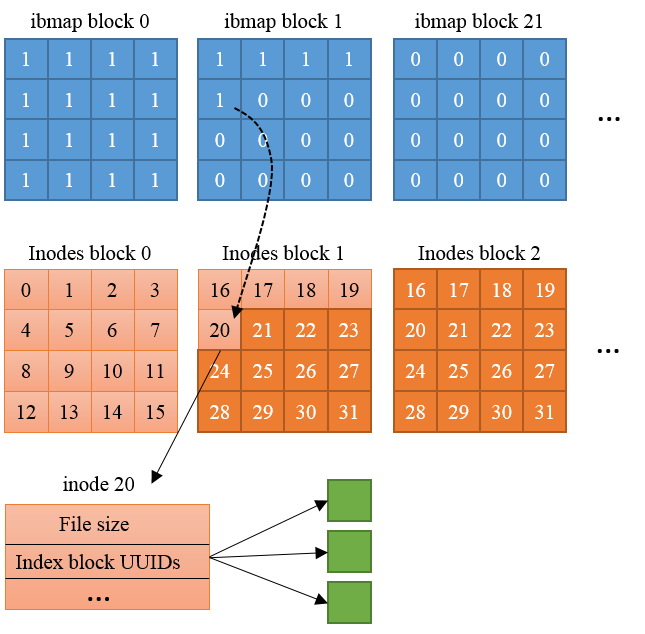 ibmap block 0 ibmap block 1 ibmap block 21
1 1 1 1 1 1 1 1 0 0 0 0
1 1 1 1 1 0 0 0 0 0 0 0
...
1 1 1 1 0 0 0 0 0 0 0 0
1 1 1 1 0 0 0 0 0 0 0 0
Inodes block 0 Inodes block 1 Inodes block 2
0 1 2 3 16 17 18 19 16 17 18 19
4 5 6 7 20 21 22 23 20 21 22 23
...
8 9 10 11 24 25 26 27 24 25 26 27
12 13 14 15 28 29 30 31 28 29 30 31
inode 20
File size
Index block UUIDs
...